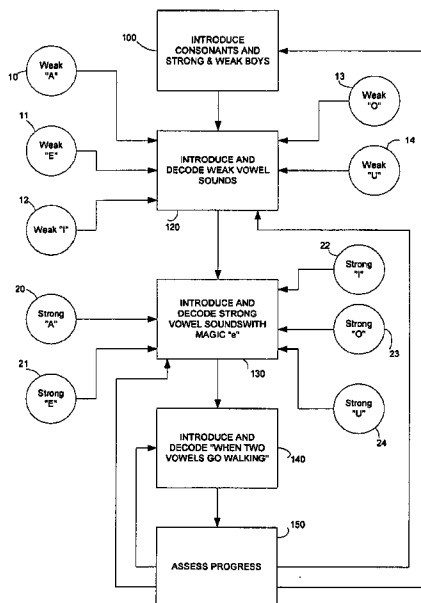 100
INTRODUCE
CONSONANTS AND
STRONG & WEAK BOYS
10
Weak
"A"
13
Weak
"O"
11
Weak
"E"
14
Weak
"U"
INTRODUCE AND
DECODE WEAK VOWEL
SOUNDS
120
12
Weak "I"
22
Strong
"I"
20
Strong
"A"
INTRODUCE AND
DECODE STRONG
VOWEL SOUNDSWITH
MAGIC "e"
130
Strong
"O"
23
21
Strong
"E"
Strong
"U"
24
INTRODUCE AND
DECODE "WHEN TWO
VOWELS GO WALKING"
140
150
ASSESS PROGRESS